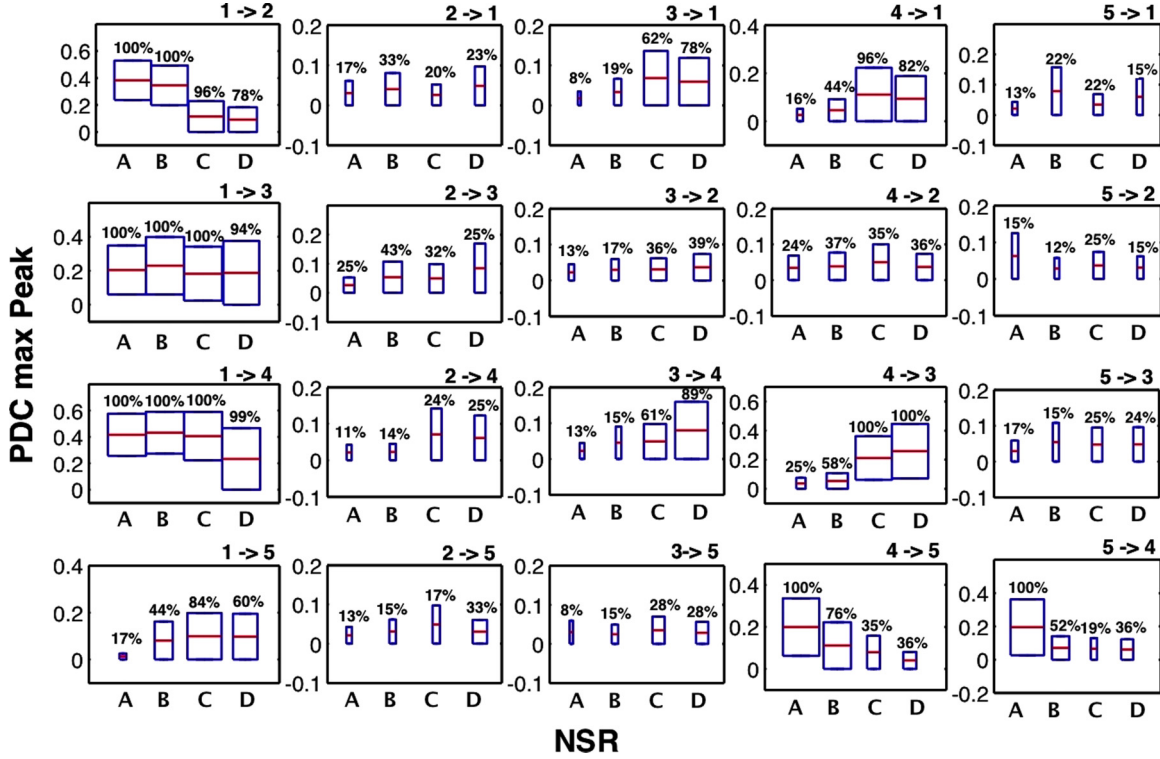 1 -> 2
0.6
0.4
0.2
0
100% 100% 96% 78%
A B C D
2 -> 1
0.2
0.1
0
-0.1
17% 33% 20% 23%
A B C D
3 -> 1
0.2
0.1
0
-0.1
8% 19% 62% 78%
A B C D
4 -> 1
0.4
0.2
0
16% 44% 96% 82%
A B C D
5 -> 1
0.2
0.1
0
-0.1
13% 22% 22% 15%
A B C D
1 -> 3
0.4
0.2
0
100% 100% 100% 94%
A B C D
2 -> 3
0.2
0.1
0
-0.1
25% 43% 32% 25%
A B C D
3 -> 2
0.2
0.1
0
-0.1
13% 17% 36% 39%
A B C D
4 -> 2
0.2
0.1
0
-0.1
24% 37% 35% 36%
A B C D
5 -> 2
0.2
0.1
0
-0.1
15% 12% 25% 15%
A B C D
PDC max Peak
1 -> 4
0.6
0.4
0.2
0
100% 100% 100% 99%
A B C D
2 -> 4
0.2
0.1
0
-0.1
11% 14% 24% 25%
A B C D
3 -> 4
0.2
0.1
0
-0.1
13% 15% 61% 89%
A B C D
4 -> 3
0.6
0.4
0.2
0
25% 58% 100% 100%
A B C D
5 -> 3
0.2
0.1
0
-0.1
17% 15% 25% 24%
A B C D
1 -> 5
0.4
0.2
0
17% 44% 84% 60%
A B C D
2 -> 5
0.2
0.1
0
-0.1
13% 15% 17% 33%
A B C D
3-> 5
0.2
0.1
0
-0.1
8% 15% 28% 28%
A B C D
4 -> 5
0.4
0.2
0
100% 76% 35% 36%
A B C D
5 -> 4
0.4
0.2
0
-0.2
100% 52% 19% 36%
A B C D
NSR